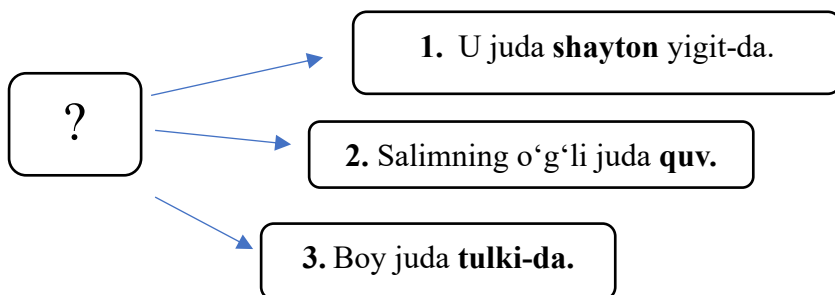 1. U juda shayton yigit-da.
?
2. Salimning o‘g‘li juda quv.
3. Boy juda tulki-da.